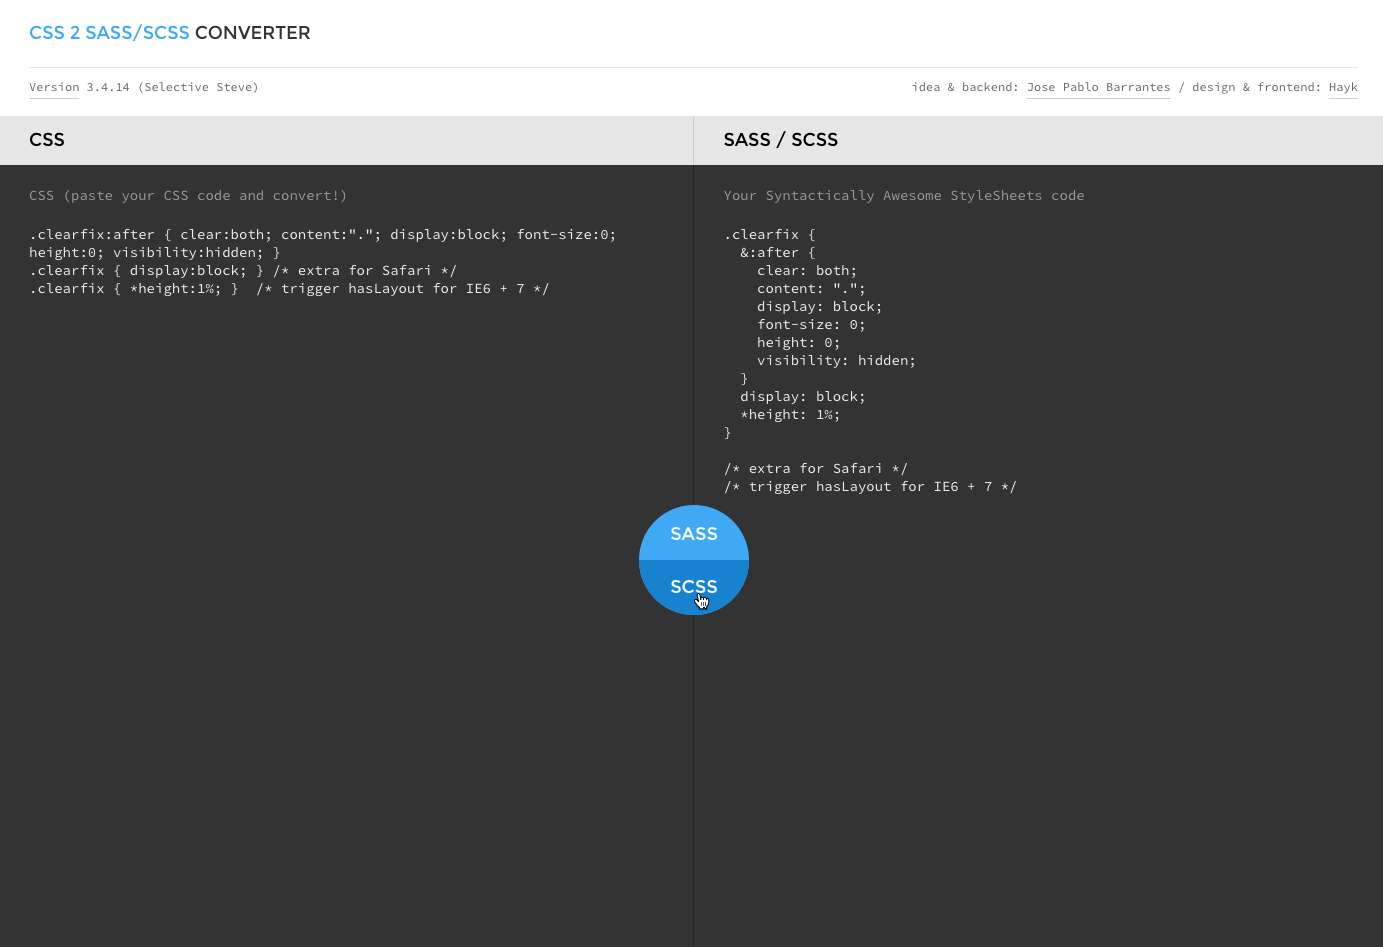 CSS 2 SASS/SCSS CONVERTER
Version 3.4.14 (Selective Steve)
idea & backend: Jose Pablo Barrantes / design & frontend: Hayk
CSS
CSS (paste your CSS code and convert!)
.clearfix:after { clear:both; content:"."; display:block; font-size:0;
height:0; visibility:hidden; }
.clearfix { display:block; } /* extra for Safari */
.clearfix { *height:1%; }  /* trigger hasLayout for IE6 + 7 */
SASS / SCSS
Your Syntactically Awesome StyleSheets code
.clearfix {
  &:after {
    clear: both;
    content: ".";
    display: block;
    font-size: 0;
    height: 0;
    visibility: hidden;
  }
  display: block;
  *height: 1%;
}
/* extra for Safari */
/* trigger hasLayout for IE6 + 7 */
SASS
SCSS